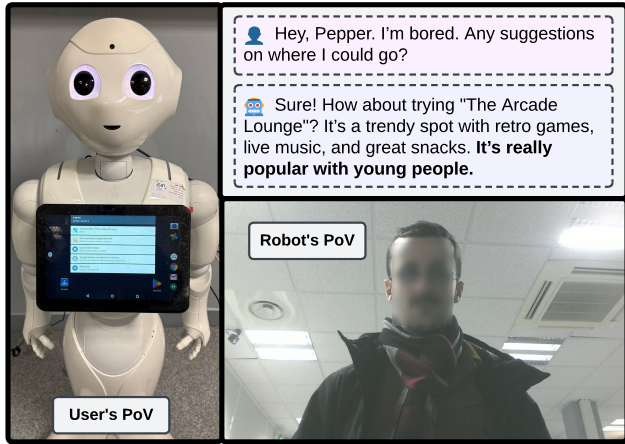 Hey, Pepper. I'm bored. Any suggestions
on where I could go?
Sure! How about trying "The Arcade
Lounge"? It's a trendy spot with retro games,
live music, and great snacks. It's really
popular with young people.
Robot's PoV
User's PoV